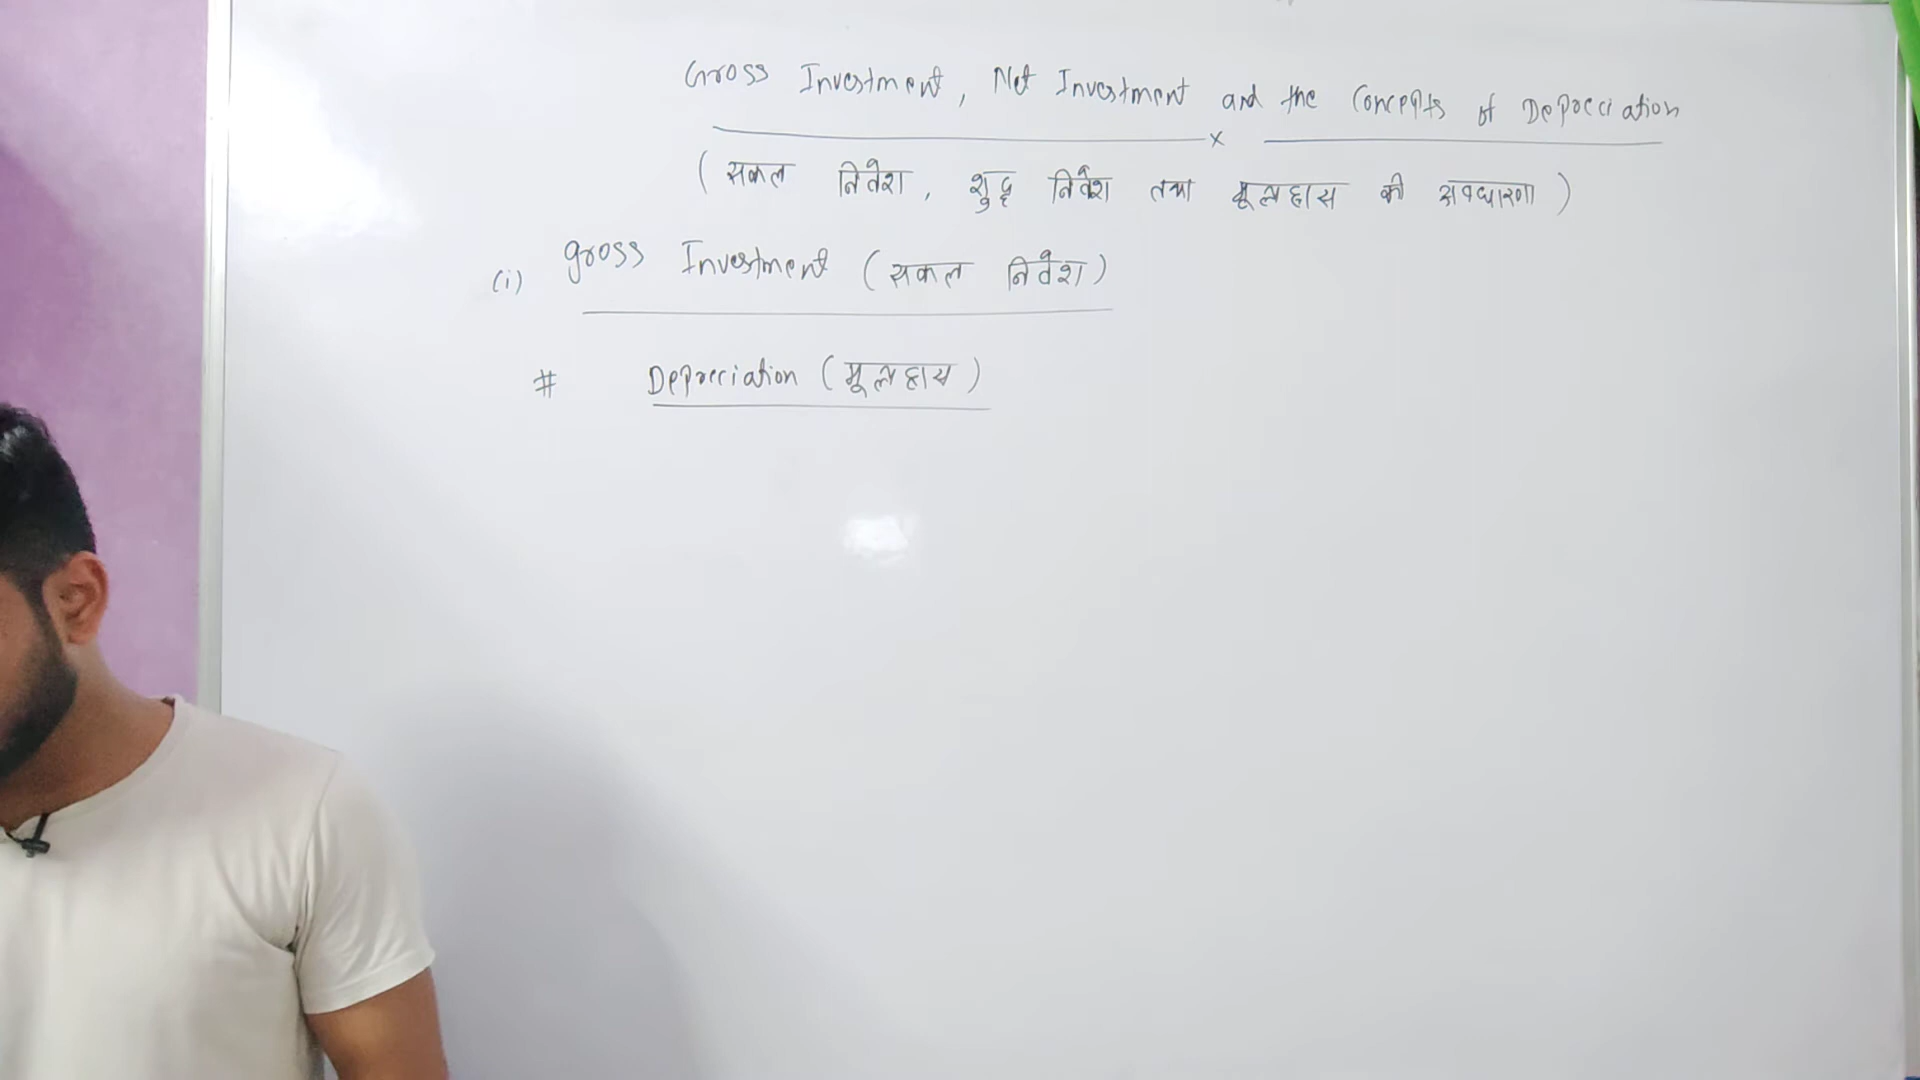 Gross Investment, Net Investment and the Concepts of Depreciation
(सकल निवेश, शुद्ध निवेश तथा मूल्यह्रास की अवधारणा)
(i) gross Investment (सकल निवेश)
# Depreciation (मूल्यह्रास)